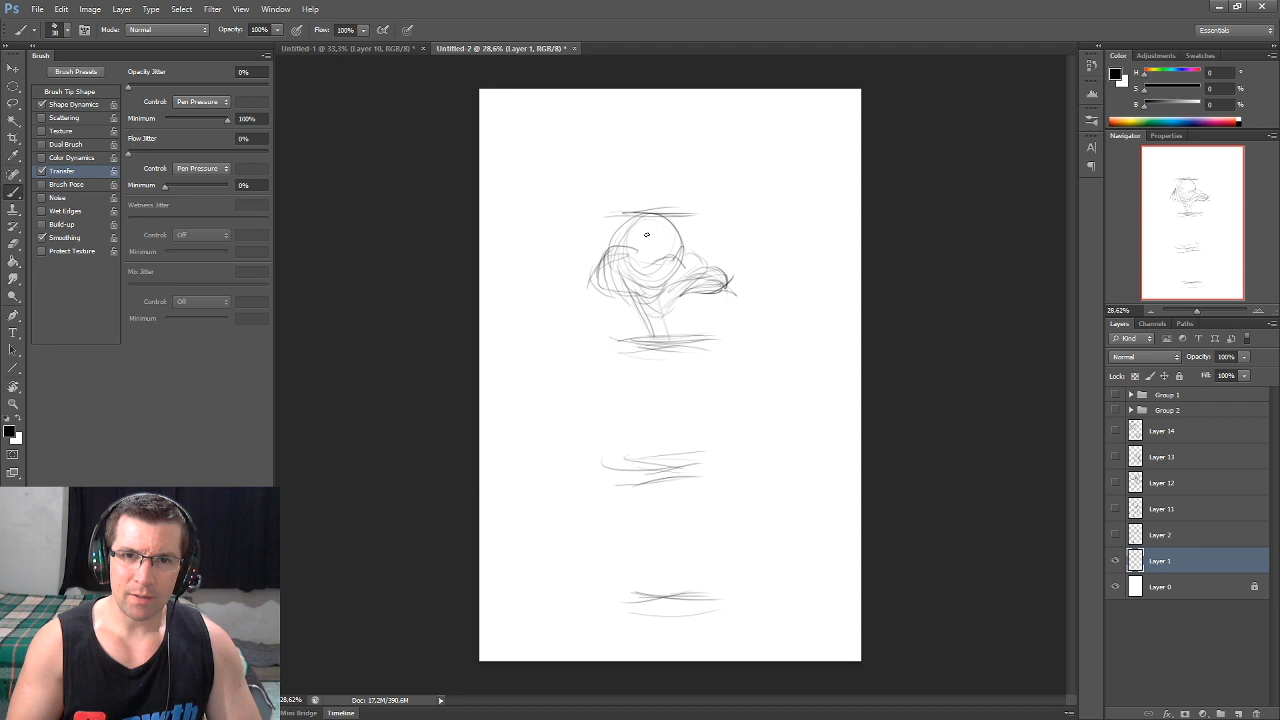 Ps File Edit Image Layer Type Select Filter View Window Help
31 Mode: Normal Opacity: 100% Flow: 100% Essentials
Untitled-1 @ 33,3% (Layer 10, RGB/8) * × Untitled-2 @ 28,6% (Layer 1, RGB/8) * ×
Brush
Brush Presets
Brush Tip Shape
Shape Dynamics
Scattering
Texture
Dual Brush
Color Dynamics
Transfer
Brush Pose
Noise
Wet Edges
Build-up
Smoothing
Protect Texture
Opacity Jitter 0%
Control: Pen Pressure
Minimum 100%
Flow Jitter 0%
Control: Pen Pressure
Minimum 0%
Wetness Jitter
Control: Off
Minimum
Mix Jitter
Control: Off
Minimum
Color Adjustments Swatches
H 0 °
S 0 %
B 0 %
Navigator Properties
28.62%
Layers Channels Paths
Kind
Normal Opacity: 100%
Lock: Fill: 100%
Group 1
Group 2
Layer 14
Layer 13
Layer 12
Layer 11
Layer 2
Layer 1
Layer 0
28,62% Doc: 17,2M/390,6M
Mini Bridge Timeline